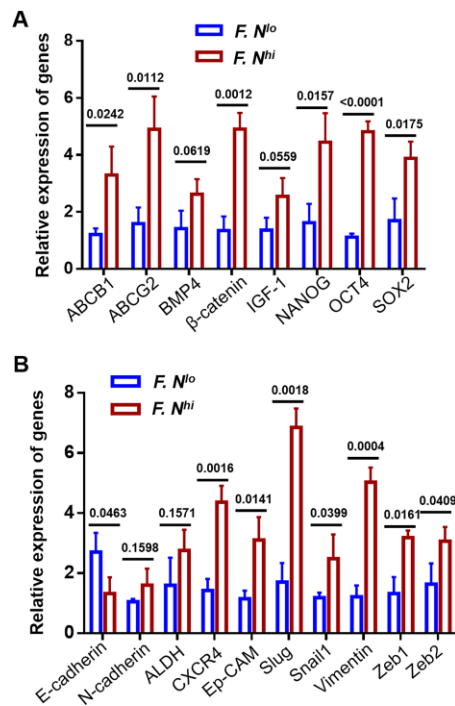 A
F. N^lo
F. N^hi
Relative expression of genes
8
6
4
2
0
0.0242
0.0112
0.0619
0.0012
0.0559
0.0157
<0.0001
0.0175
ABCB1
ABCG2
BMP4
β-catenin
IGF-1
NANOG
OCT4
SOX2
B
F. N^lo
F. N^hi
Relative expression of genes
8
6
4
2
0
0.0463
0.1598
0.1571
0.0016
0.0141
0.0018
0.0399
0.0004
0.0161
0.0409
E-cadherin
N-cadherin
ALDH
CXCR4
Ep-CAM
Slug
Snail1
Vimentin
Zeb1
Zeb2